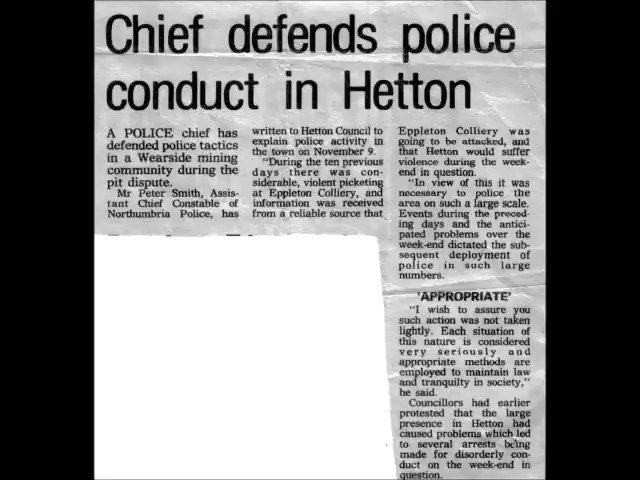 Chief defends police
conduct in Hetton
A POLICE chief has
defended police tactics
in a Wearside mining
community during the
pit dispute.
Mr Peter Smith, Assis-
tant Chief Constable of
Northumbria Police, has
written to Hetton Council to
explain police activity in
the town on November 9.
"During the ten previous
days there was con-
siderable, violent picketing
at Eppleton Colliery, and
information was received
from a reliable source that
Eppleton Colliery was
going to be attacked, and
that Hetton would suffer
violence during the week-
end in question.
"In view of this it was
necessary to police the
area on such a large scale.
Events during the preced-
ing days and the antici-
pated problems over the
week-end dictated the sub-
sequent deployment of
police in such large
numbers.
'APPROPRIATE'
"I wish to assure you
such action was not taken
lightly. Each situation of
this nature is considered
very seriously and
appropriate methods are
employed to maintain law
and tranquilty in society,"
he said.
Councillors had earlier
protested that the large
presence in Hetton had
caused problems which led
to several arrests being
made for disorderly con-
duct on the week-end in
question.